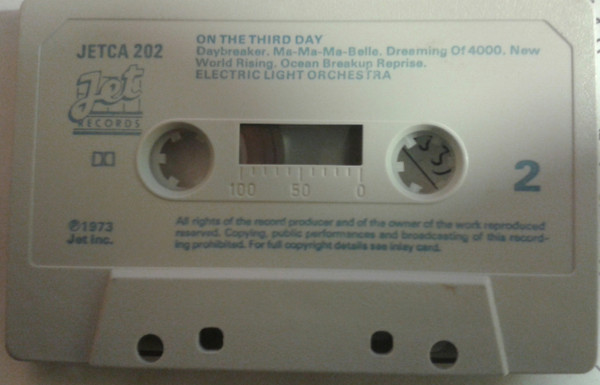 JETCA 202
ON THE THIRD DAY
Daybreaker. Ma-Ma-Ma-Belle. Dreaming Of 4000. New
World Rising. Ocean Breakup Reprise.
ELECTRIC LIGHT ORCHESTRA
Jet
RECORDS
100 50 0
2
℗1973
Jet Inc.
All rights of the record producer and of the owner of the work reproduced
reserved. Copying, public performances and broadcasting of this record-
ing prohibited. For full copyright details see inlay card.